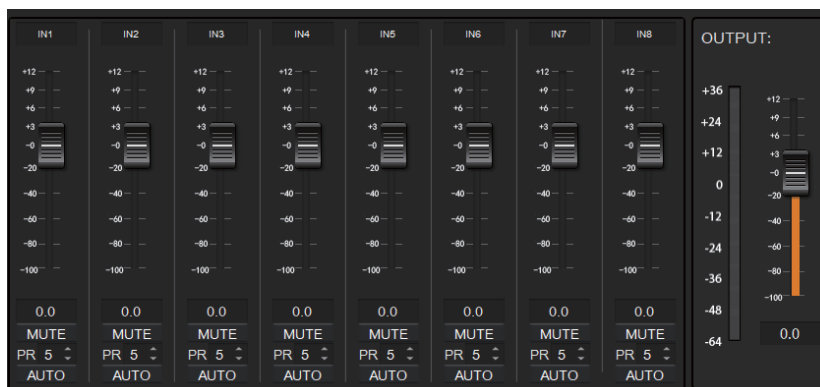 IN1 IN2 IN3 IN4 IN5 IN6 IN7 IN8 OUTPUT:
+12 +12 +12 +12 +12 +12 +12 +12
+9 +9 +9 +9 +9 +9 +9 +9 +36
+12
+6 +6 +6 +6 +6 +6 +6 +6
+9
+24
+3 +3 +3 +3 +3 +3 +3 +3
+6
-0 -0 -0 -0 -0 -0 -0 -0
+12 +3
-20 -20 -20 -20 -20 -20 -20 -20
-0
0
-40 -40 -40 -40 -40 -40 -40 -40
-20
-12 -40
-60 -60 -60 -60 -60 -60 -60 -60
-80 -80 -80 -80 -80 -80 -80 -80
-24 -60
-100 -100 -100 -100 -100 -100 -100 -100
-80
-36
-100
0.0 0.0 0.0 0.0 0.0 0.0 0.0 0.0
-48
MUTE MUTE MUTE MUTE MUTE MUTE MUTE MUTE
0.0
-64
PR 5 PR 5 PR 5 PR 5 PR 5 PR 5 PR 5 PR 5
AUTO AUTO AUTO AUTO AUTO AUTO AUTO AUTO